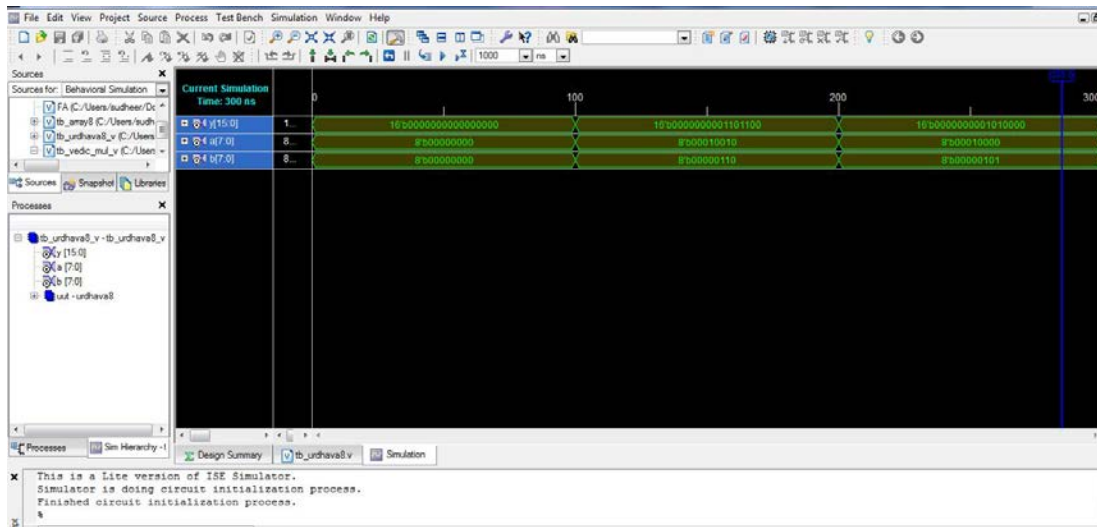 File Edit View Project Source Process Test Bench Simulation Window Help
1000 ns
Sources
Sources for: Behavioral Simulation
FA (C:/Users/sudheer/Dc
tb_array8 (C:/Users/sudh
tb_urdhava8_v (C:/Users
tb_vedic_mul_v (C:/User
Sources Snapshot Libraries
Processes
tb_urdhava8_v - tb_urdhava8_v
y [15:0]
a [7:0]
b [7:0]
uut - urdhava8
Processes Sim Hierarchy -
Current Simulation
Time: 300 ns
0 100 200 300
y[15:0] 1... 16'b0000000000000000 16'b0000000001101100 16'b0000000001010000
a[7:0] 8... 8'b00000000 8'b00010010 8'b00010000
b[7:0] 8... 8'b00000000 8'b00000110 8'b00000101
Design Summary tb_urdhava8.v Simulation
This is a Lite version of ISE Simulator.
Simulator is doing circuit initialization process.
Finished circuit initialization process.
%